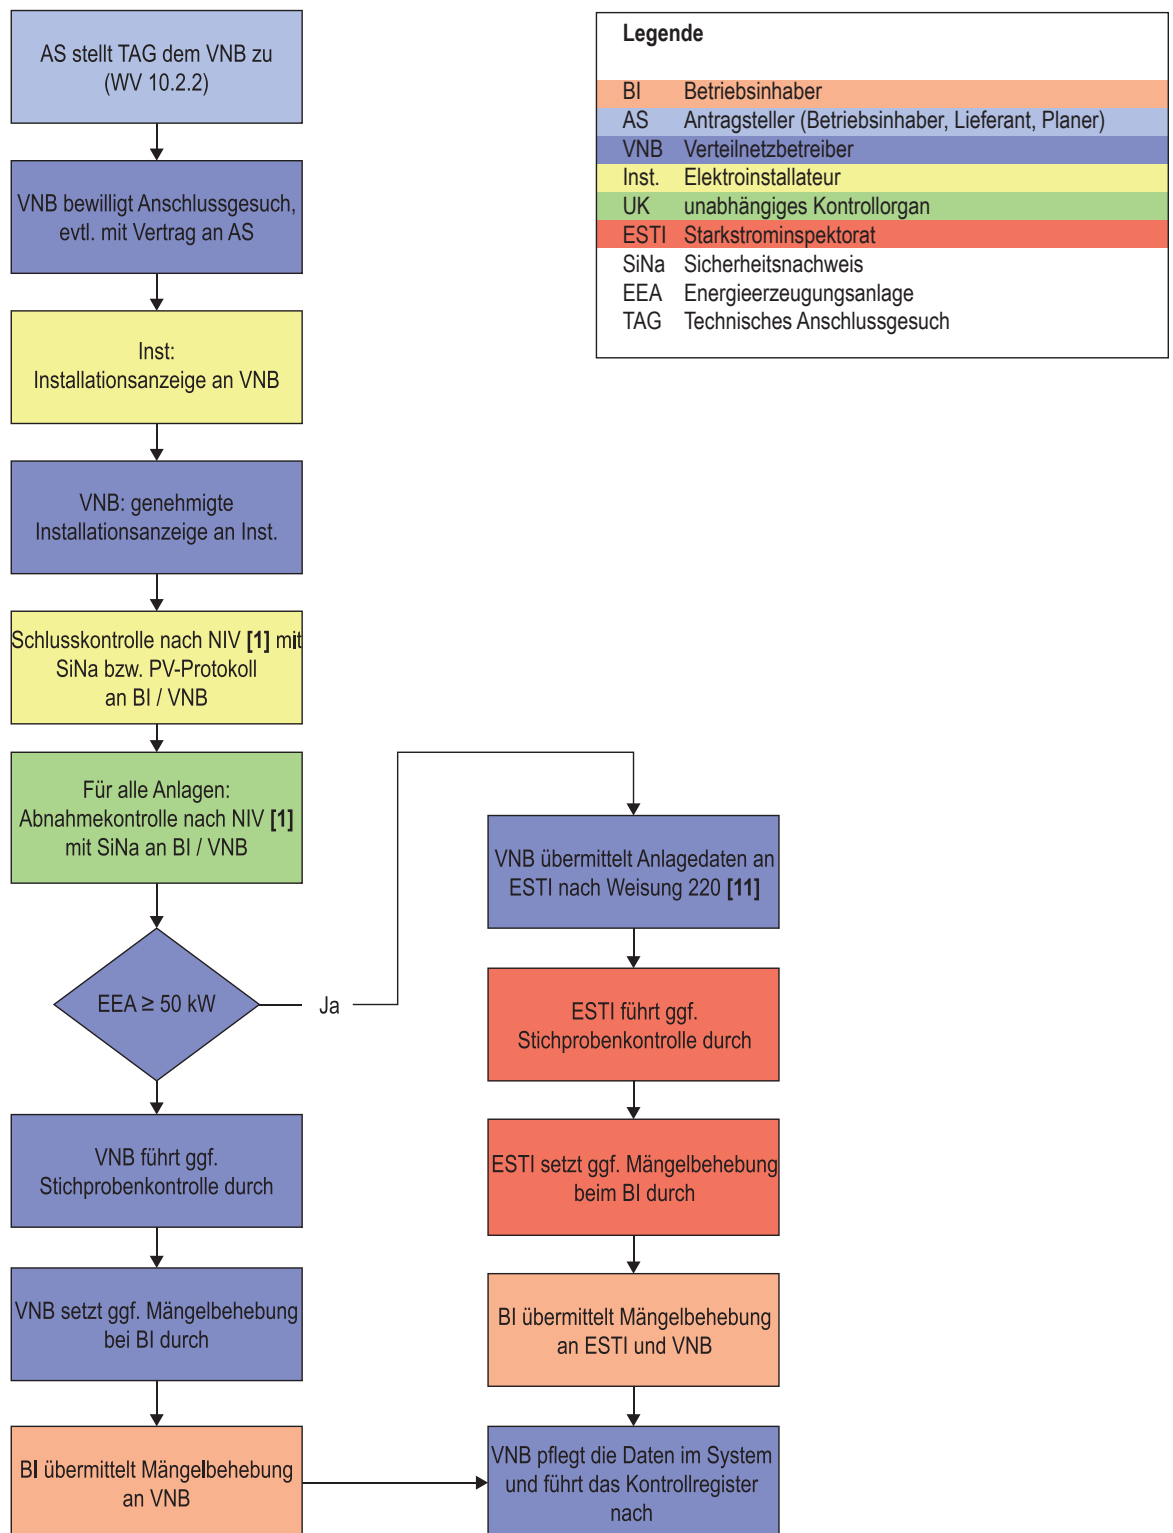 AS stellt TAG dem VNB zu
(WV 10.2.2)
VNB bewilligt Anschlussgesuch,
evtl. mit Vertrag an AS
Inst:
Installationsanzeige an VNB
VNB: genehmigte
Installationsanzeige an Inst.
Schlusskontrolle nach NIV [1] mit
SiNa bzw. PV-Protokoll
an BI / VNB
Für alle Anlagen:
Abnahmekontrolle nach NIV [1]
mit SiNa an BI / VNB
EEA ≥ 50 kW
Ja
VNB führt ggf.
Stichprobenkontrolle durch
VNB setzt ggf. Mängelbehebung
bei BI durch
BI übermittelt Mängelbehebung
an VNB
VNB übermittelt Anlagedaten an
ESTI nach Weisung 220 [11]
ESTI führt ggf.
Stichprobenkontrolle durch
ESTI setzt ggf. Mängelbehebung
beim BI durch
BI übermittelt Mängelbehebung
an ESTI und VNB
VNB pflegt die Daten im System
und führt das Kontrollregister
nach
Legende
BI Betriebsinhaber
AS Antragsteller (Betriebsinhaber, Lieferant, Planer)
VNB Verteilnetzbetreiber
Inst. Elektroinstallateur
UK unabhängiges Kontrollorgan
ESTI Starkstrominspektorat
SiNa Sicherheitsnachweis
EEA Energieerzeugungsanlage
TAG Technisches Anschlussgesuch